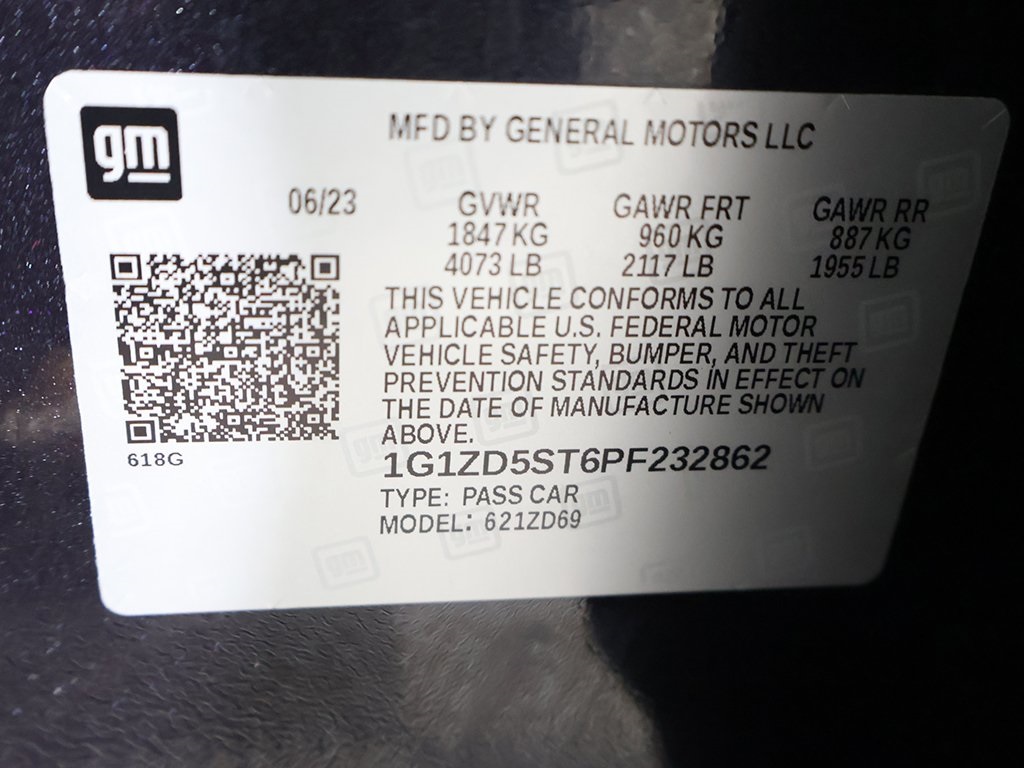 gm
MFD BY GENERAL MOTORS LLC
06/23 GVWR GAWR FRT GAWR RR
1847 KG 960 KG 887 KG
4073 LB 2117 LB 1955 LB
THIS VEHICLE CONFORMS TO ALL
APPLICABLE U.S. FEDERAL MOTOR
VEHICLE SAFETY, BUMPER, AND THEFT
PREVENTION STANDARDS IN EFFECT ON
THE DATE OF MANUFACTURE SHOWN
ABOVE.
618G
1G1ZD5ST6PF232862
TYPE: PASS CAR
MODEL: 621ZD69